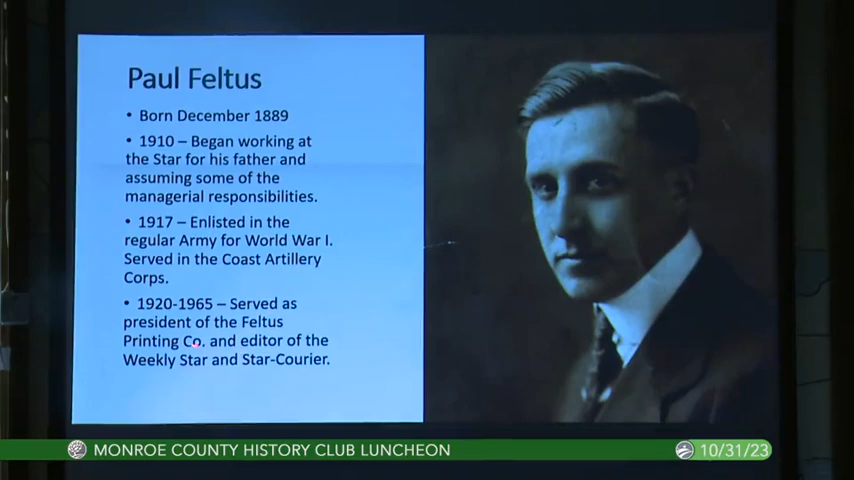 Paul Feltus
• Born December 1889
• 1910 – Began working at
the Star for his father and
assuming some of the
managerial responsibilities.
• 1917 – Enlisted in the
regular Army for World War I.
Served in the Coast Artillery
Corps.
• 1920-1965 – Served as
president of the Feltus
Printing Co. and editor of the
Weekly Star and Star-Courier.
MONROE COUNTY HISTORY CLUB LUNCHEON
10/31/23